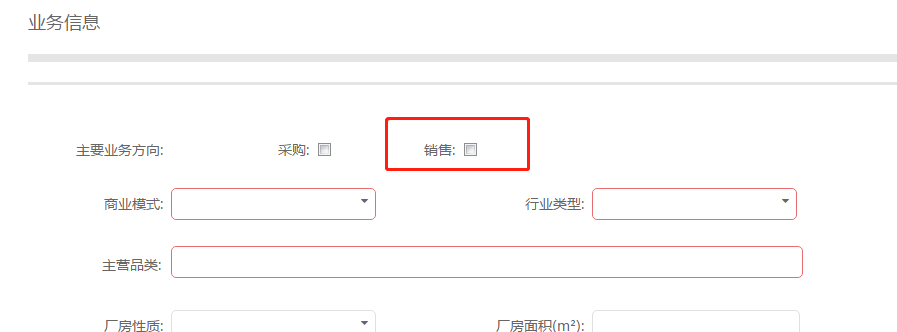 业务信息
主要业务方向: 采购: 销售:
商业模式: 行业类型:
主营品类:
厂房性质: 厂房面积(m²):